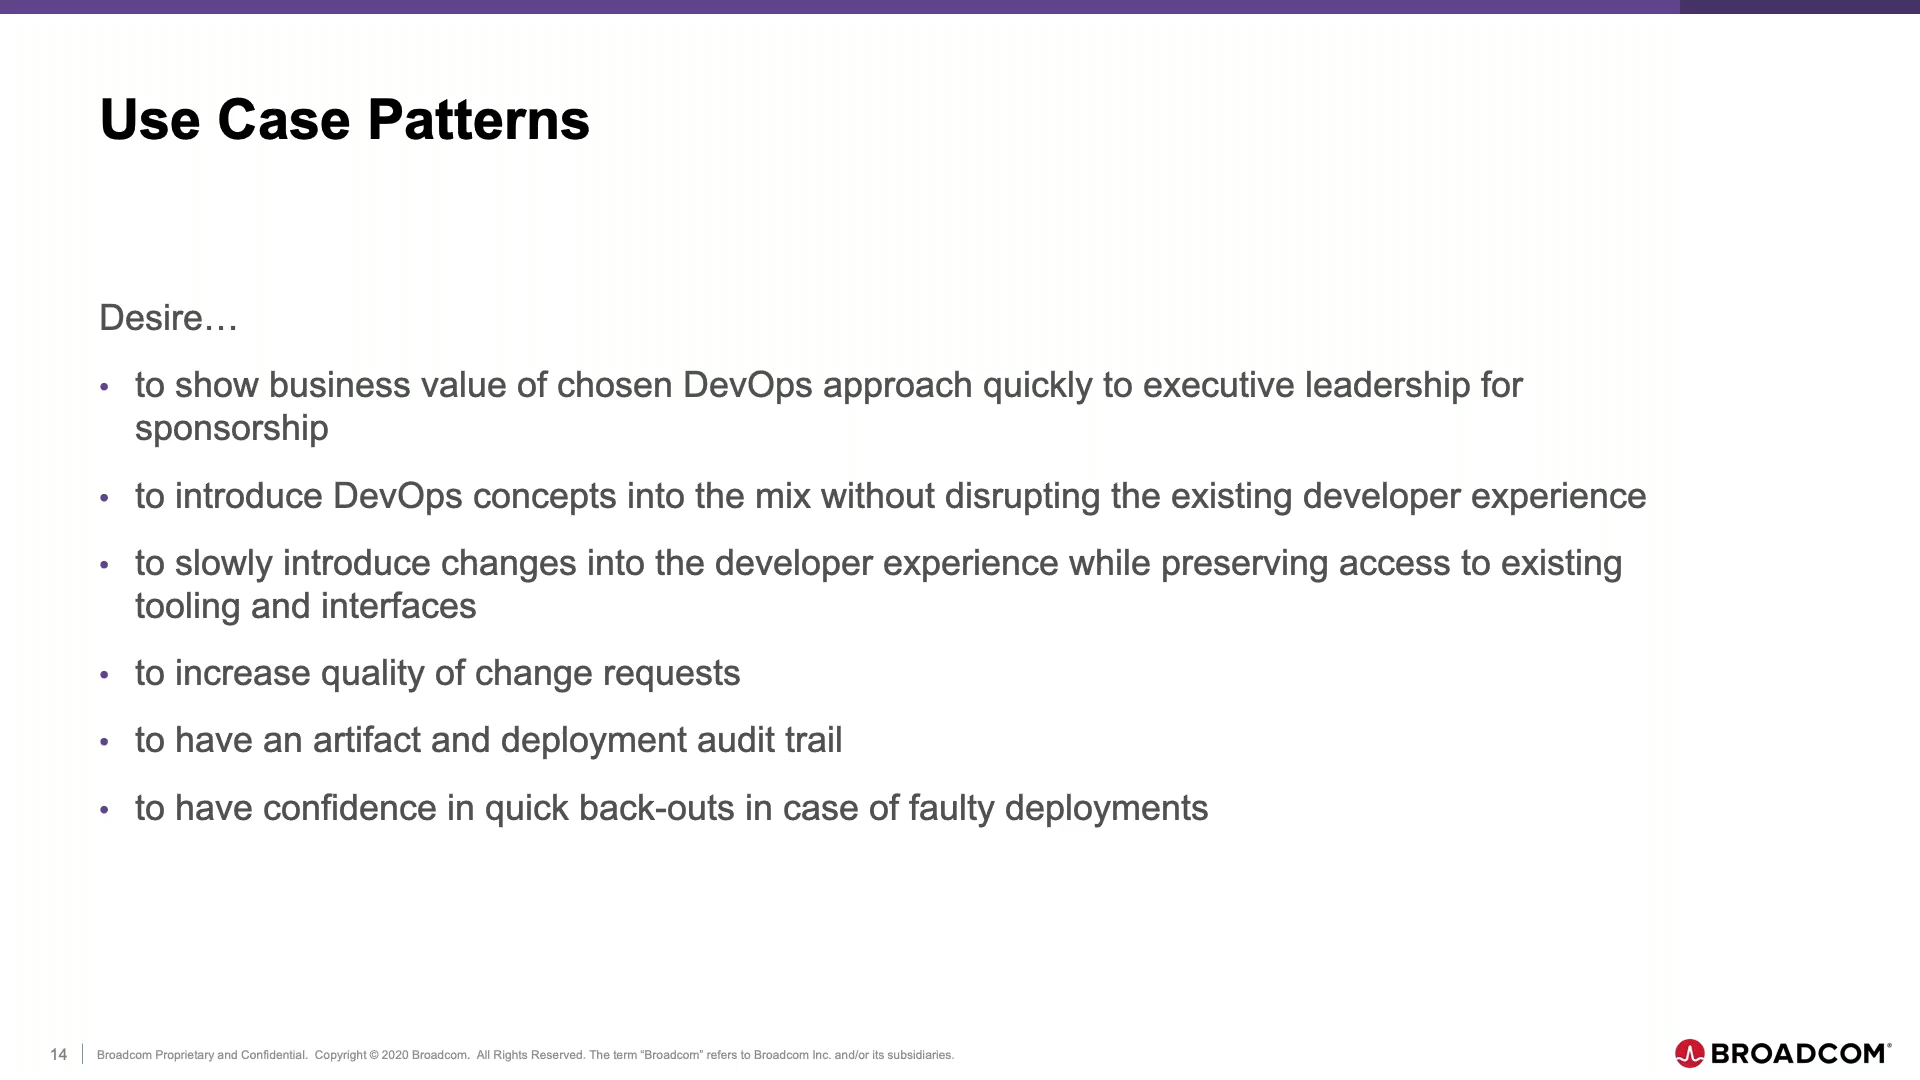 Use Case Patterns
Desire…
• to show business value of chosen DevOps approach quickly to executive leadership for
sponsorship
• to introduce DevOps concepts into the mix without disrupting the existing developer experience
• to slowly introduce changes into the developer experience while preserving access to existing
tooling and interfaces
• to increase quality of change requests
• to have an artifact and deployment audit trail
• to have confidence in quick back-outs in case of faulty deployments
14 Broadcom Proprietary and Confidential. Copyright © 2020 Broadcom. All Rights Reserved. The term “Broadcom” refers to Broadcom Inc. and/or its subsidiaries.
BROADCOM®